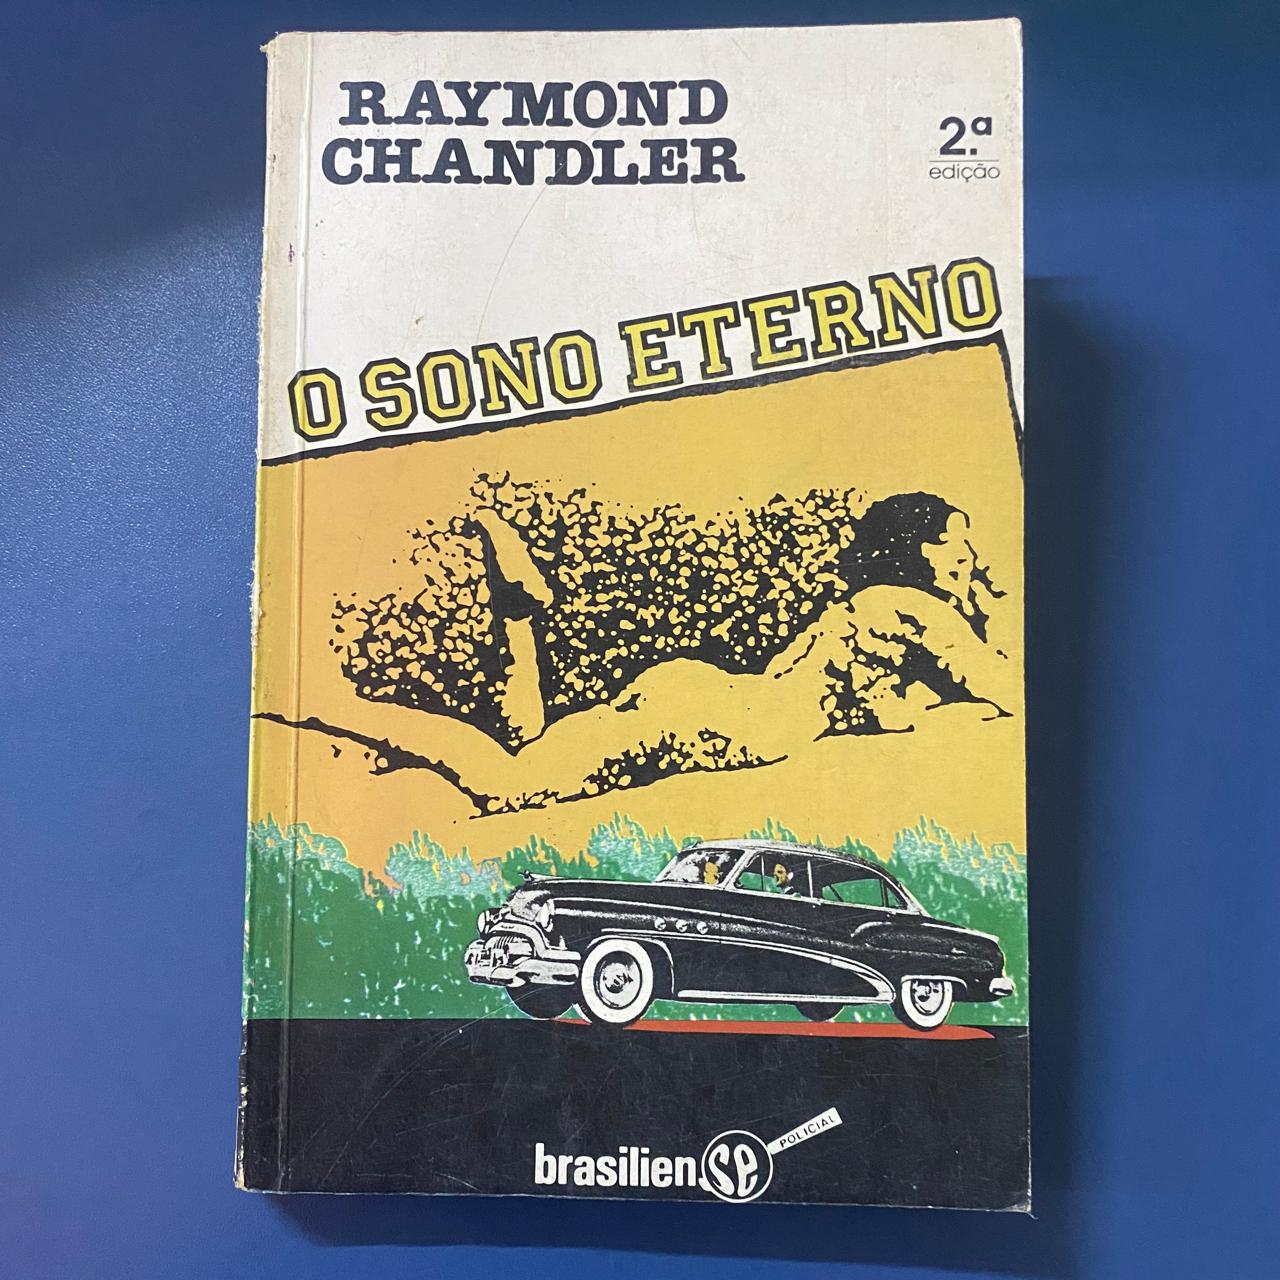 RAYMOND
CHANDLER
2.ª
edição
O SONO ETERNO
brasiliense
POLICIAL